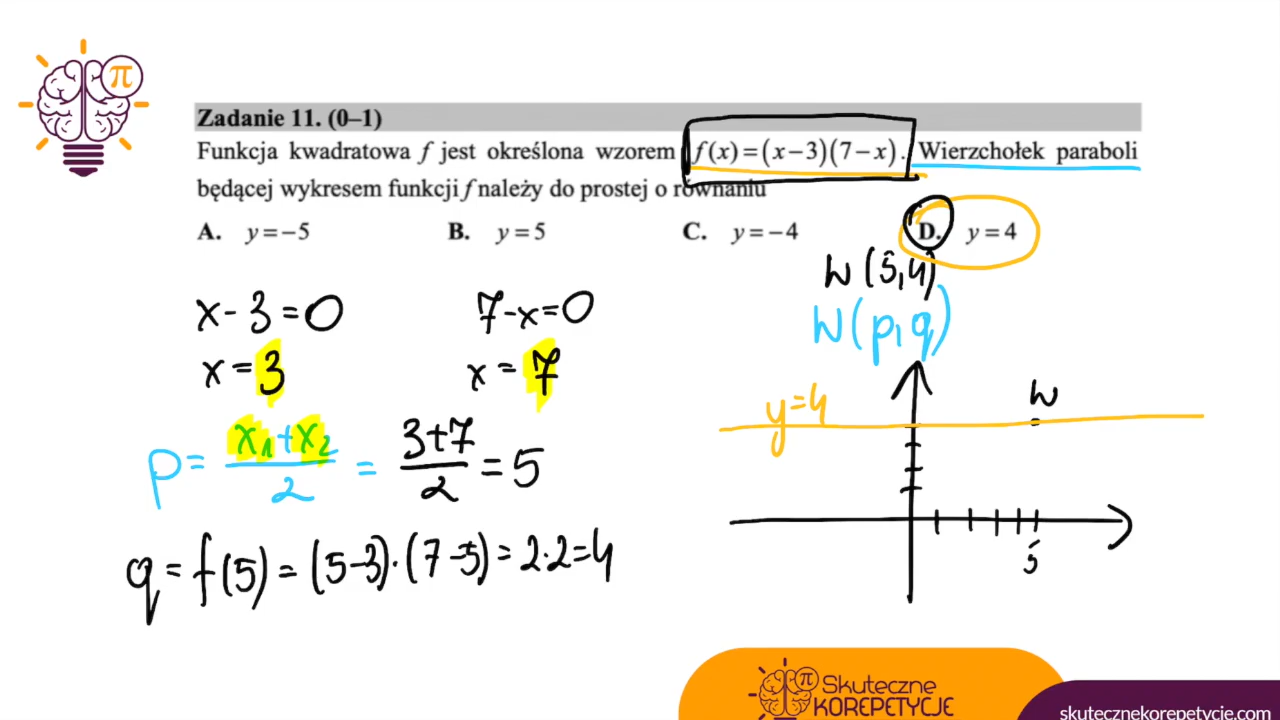 π
Zadanie 11. (0–1)
Funkcja kwadratowa f jest określona wzorem f(x)=(x−3)(7−x). Wierzchołek paraboli
będącej wykresem funkcji f należy do prostej o równaniu
A. y=−5 B. y=5 C. y=−4 D. y=4
W(5,4)
x-3=0 7-x=0 W(p,q)
x=3 x=7
W
y=4
p= x₁+x₂/2 = 3+7/2 = 5
5
q=f(5)=(5-3)·(7-5)=2·2=4
π
Skuteczne
KOREPETYCJE
skutecznekorepetycje.com